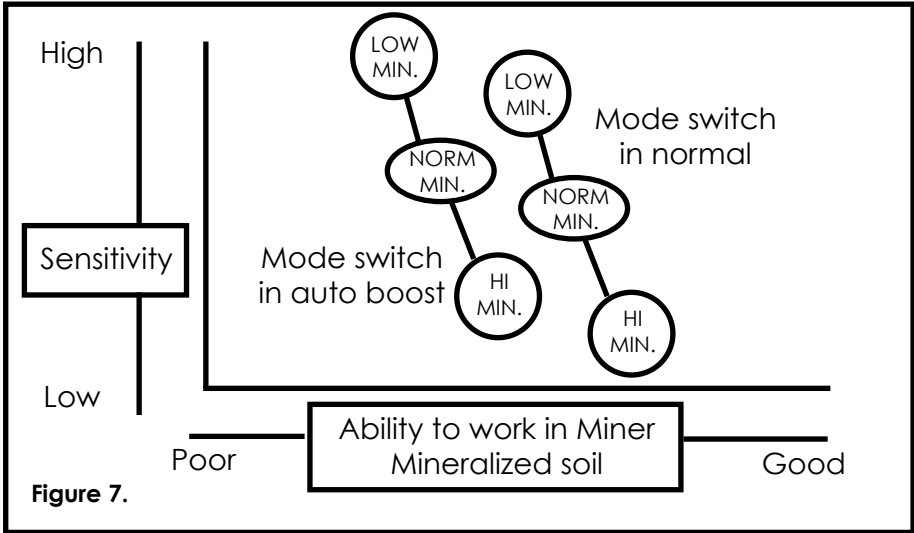 High
Sensitivity
Low
LOW
MIN.
NORM
MIN.
HI
MIN.
Mode switch
in auto boost
LOW
MIN.
NORM
MIN.
HI
MIN.
Mode switch
in normal
Poor
Ability to work in Miner
Mineralized soil
Good
Figure 7.